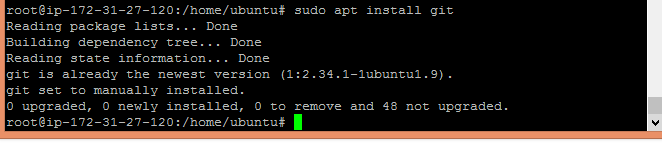 root@ip-172-31-27-120:/home/ubuntu# sudo apt install git
Reading package lists... Done
Building dependency tree... Done
Reading state information... Done
git is already the newest version (1:2.34.1-1ubuntu1.9).
git set to manually installed.
0 upgraded, 0 newly installed, 0 to remove and 48 not upgraded.
root@ip-172-31-27-120:/home/ubuntu#